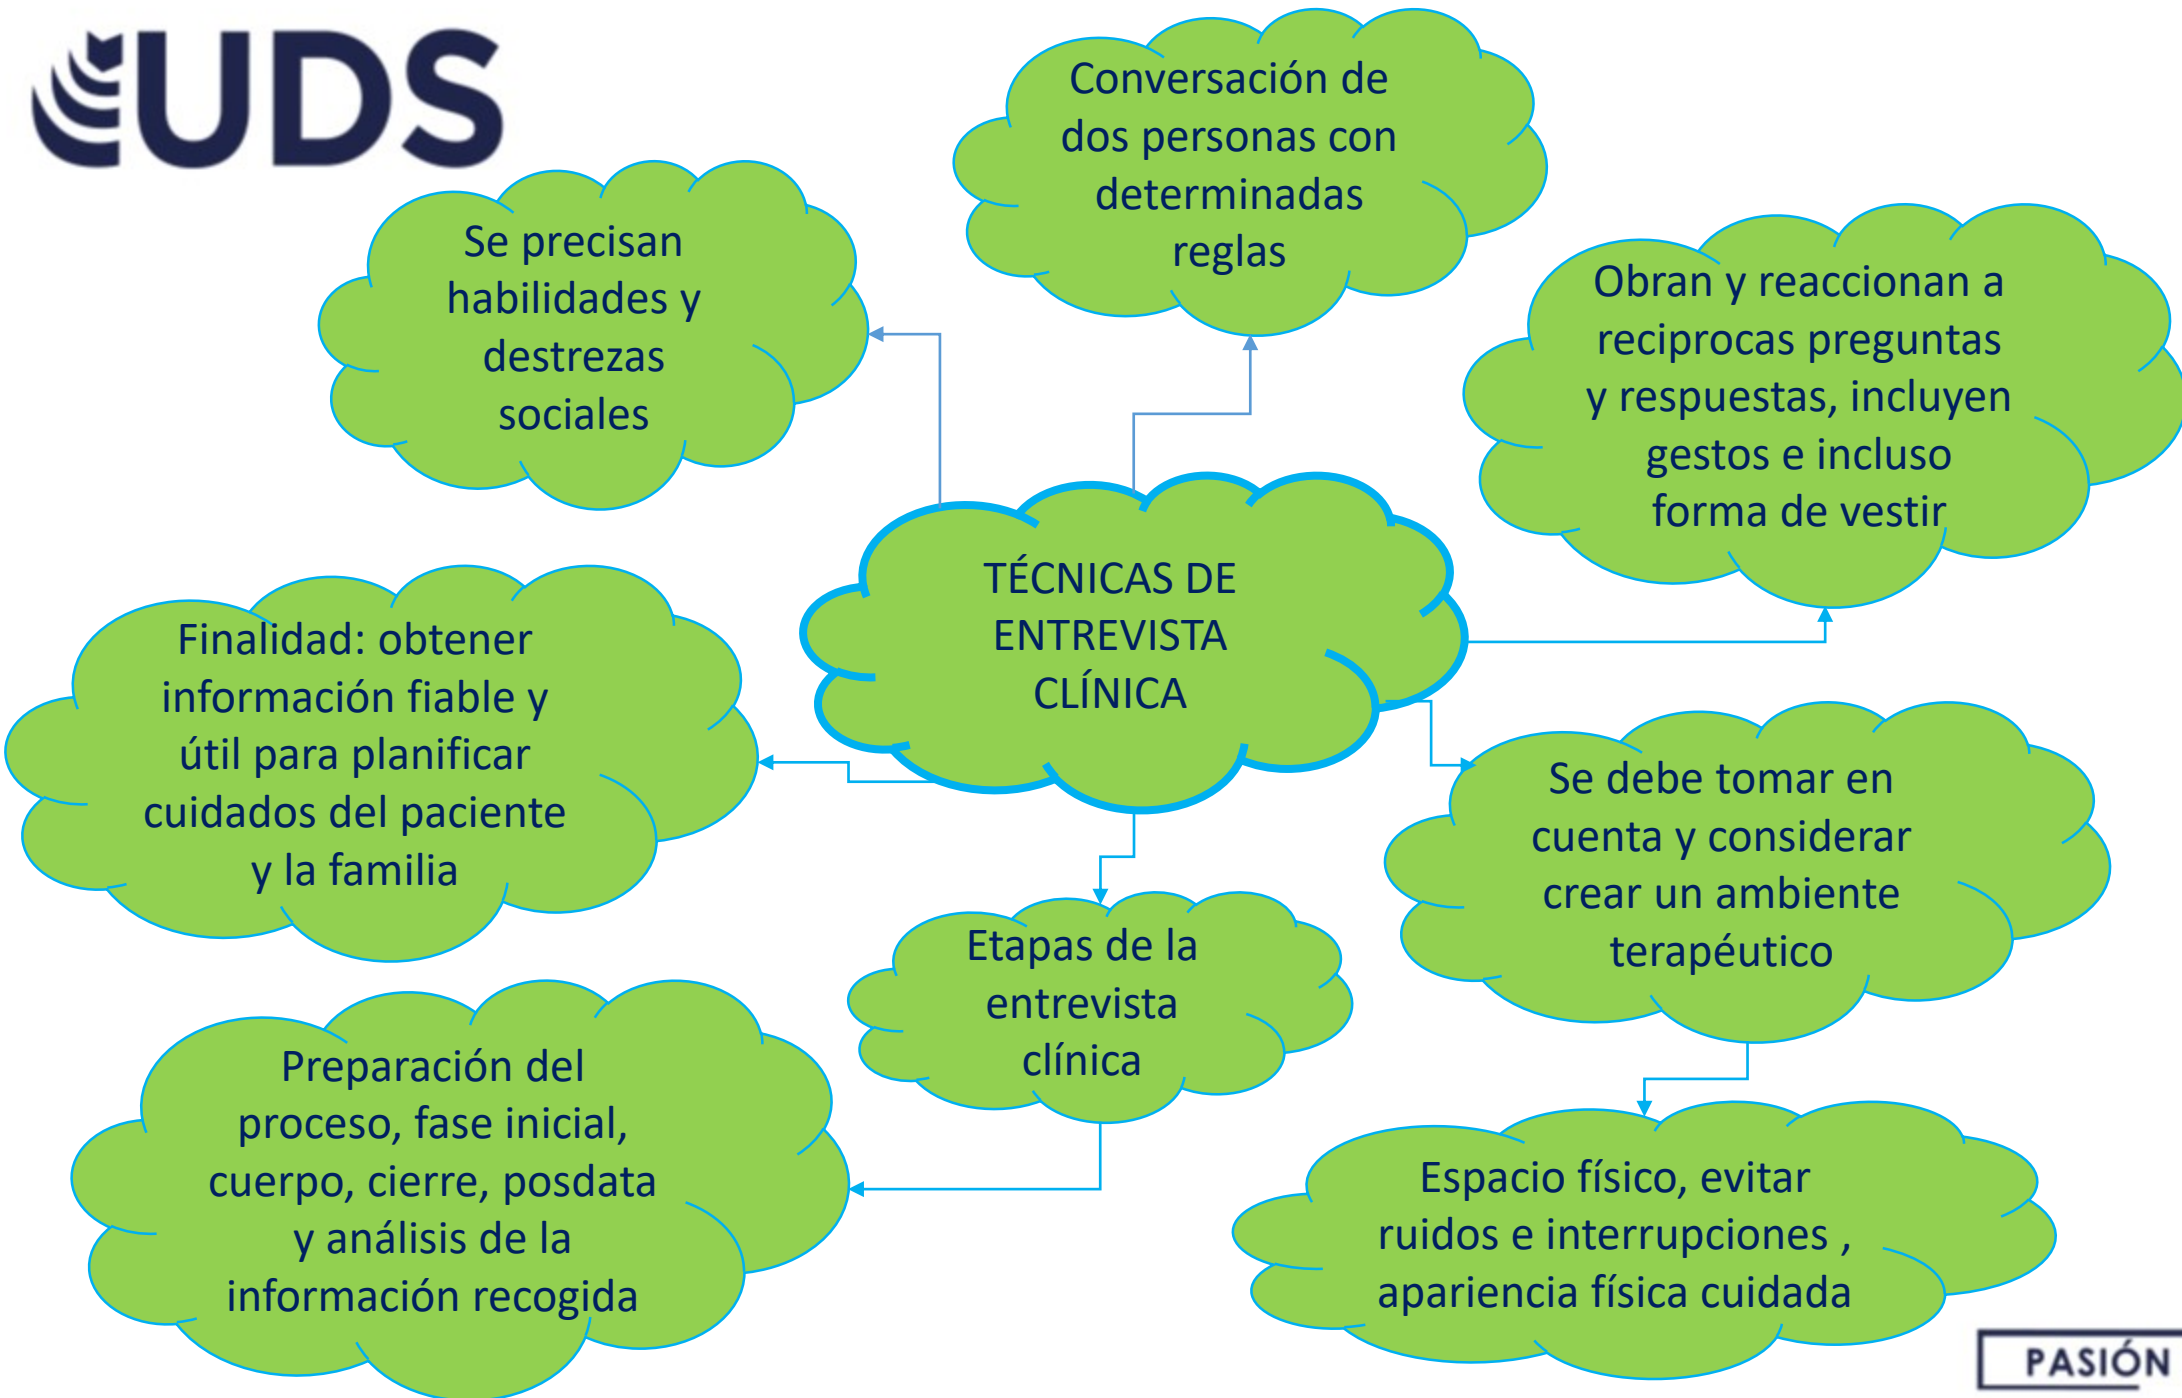 UDS
Conversación de
dos personas con
determinadas
reglas
Se precisan
habilidades y
destrezas
sociales
Obran y reaccionan a
reciprocas preguntas
y respuestas, incluyen
gestos e incluso
forma de vestir
TÉCNICAS DE
ENTREVISTA
CLÍNICA
Finalidad: obtener
información fiable y
útil para planificar
cuidados del paciente
y la familia
Se debe tomar en
cuenta y considerar
crear un ambiente
terapéutico
Etapas de la
entrevista
clínica
Preparación del
proceso, fase inicial,
cuerpo, cierre, posdata
y análisis de la
información recogida
Espacio físico, evitar
ruidos e interrupciones ,
apariencia física cuidada
PASIÓN